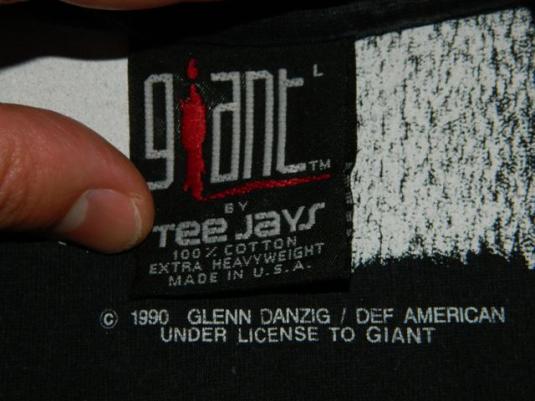 giant L
TM
BY
Tee Jays
100% COTTON
EXTRA HEAVYWEIGHT
MADE IN U.S.A.
© 1990 GLENN DANZIG / DEF AMERICAN
UNDER LICENSE TO GIANT